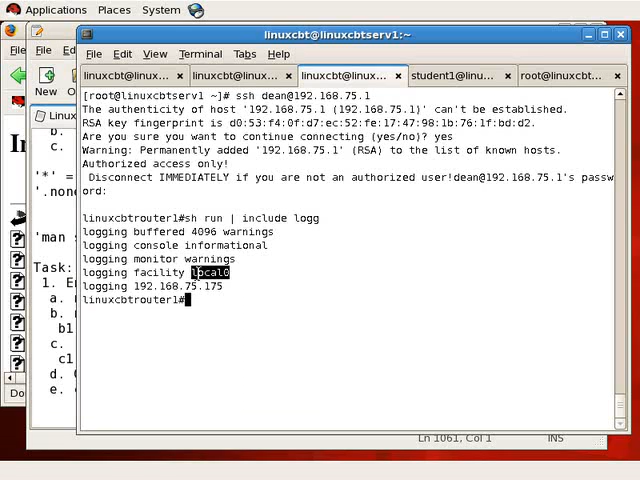 Applications Places System
linuxcbt@linuxcbtserv1:~
File Edit View Terminal Tabs Help
linuxcbt@linux... linuxcbt@linux... linuxcbt@linux... student1@linux... root@linuxcbt...
[root@linuxcbtserv1 ~]# ssh dean@192.168.75.1
The authenticity of host '192.168.75.1 (192.168.75.1)' can't be established.
RSA key fingerprint is d0:53:f4:0f:d7:ec:52:fe:17:47:98:1b:76:1f:bd:d2.
Are you sure you want to continue connecting (yes/no)? yes
Warning: Permanently added '192.168.75.1' (RSA) to the list of known hosts.
Authorized access only!
Disconnect IMMEDIATELY if you are not an authorized user!dean@192.168.75.1's passw
ord:
linuxcbtrouter1#sh run | include logg
logging buffered 4096 warnings
logging console informational
logging monitor warnings
logging facility local0
logging 192.168.75.175
linuxcbtrouter1#
File
File
New
Linux
b.
c.
'*' =
'.none
'man s
Task:
1. En
a.
b.
b1
c.
c1
d.
e.
Ln 1061, Col 1 INS